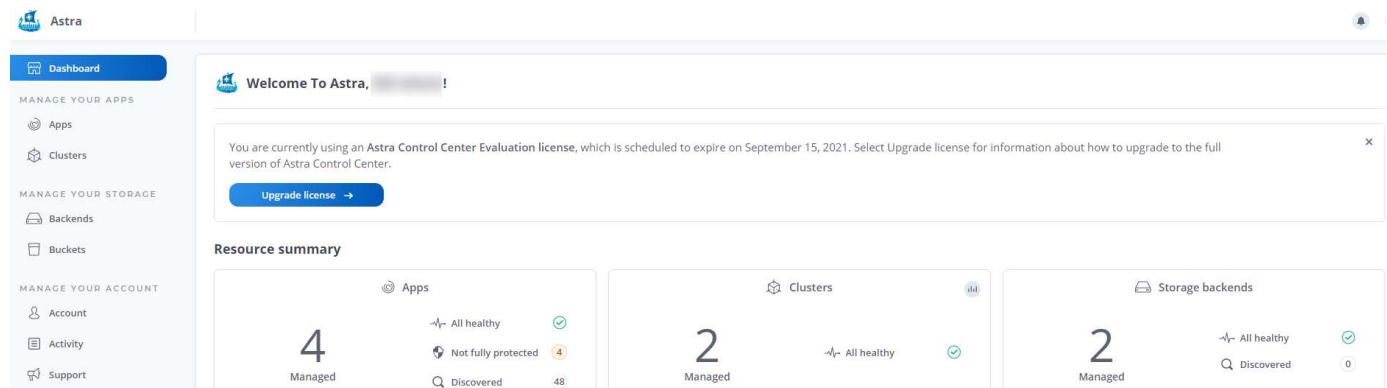 Astra
Dashboard
MANAGE YOUR APPS
Apps
Clusters
MANAGE YOUR STORAGE
Backends
Buckets
MANAGE YOUR ACCOUNT
Account
Activity
Support
Welcome To Astra, !
You are currently using an Astra Control Center Evaluation license, which is scheduled to expire on September 15, 2021. Select Upgrade license for information about how to upgrade to the full
version of Astra Control Center.
Upgrade license →
Resource summary
Apps
4
Managed
All healthy
Not fully protected 4
Discovered 48
Clusters
2
Managed
All healthy
Storage backends
2
Managed
All healthy
Discovered 0